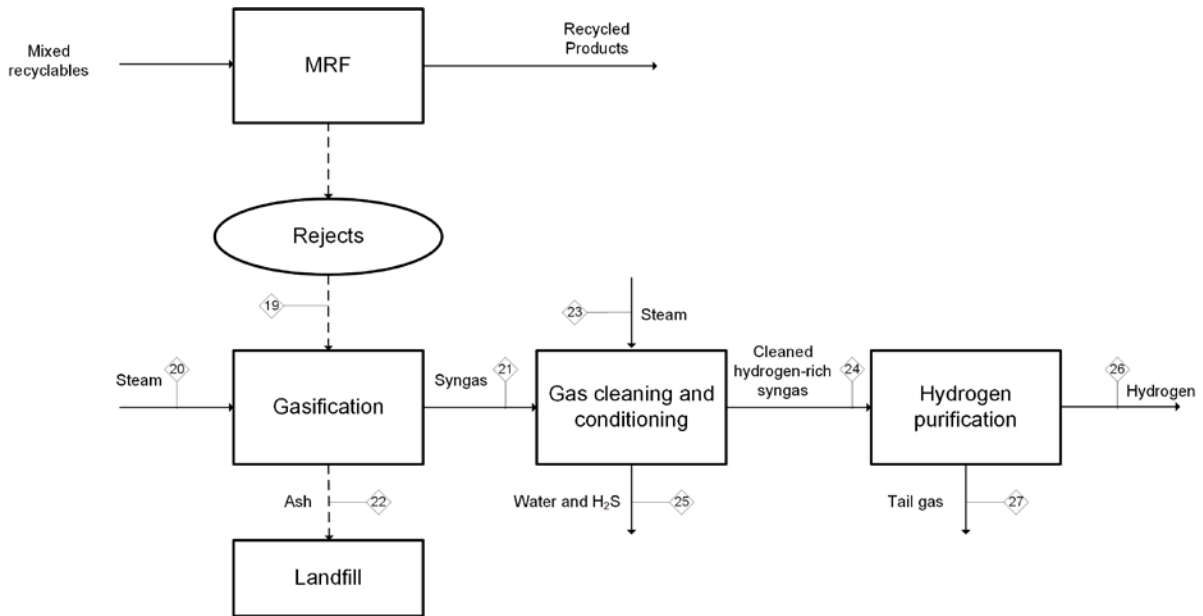 Mixed
recyclables
MRF
Recycled
Products
Rejects
19
23
Steam
Steam
20
Gasification
Syngas
21
Gas cleaning and
conditioning
Cleaned
hydrogen-rich
syngas
24
Hydrogen
purification
26
Hydrogen
Ash
22
Water and H₂S
25
Tail gas
27
Landfill